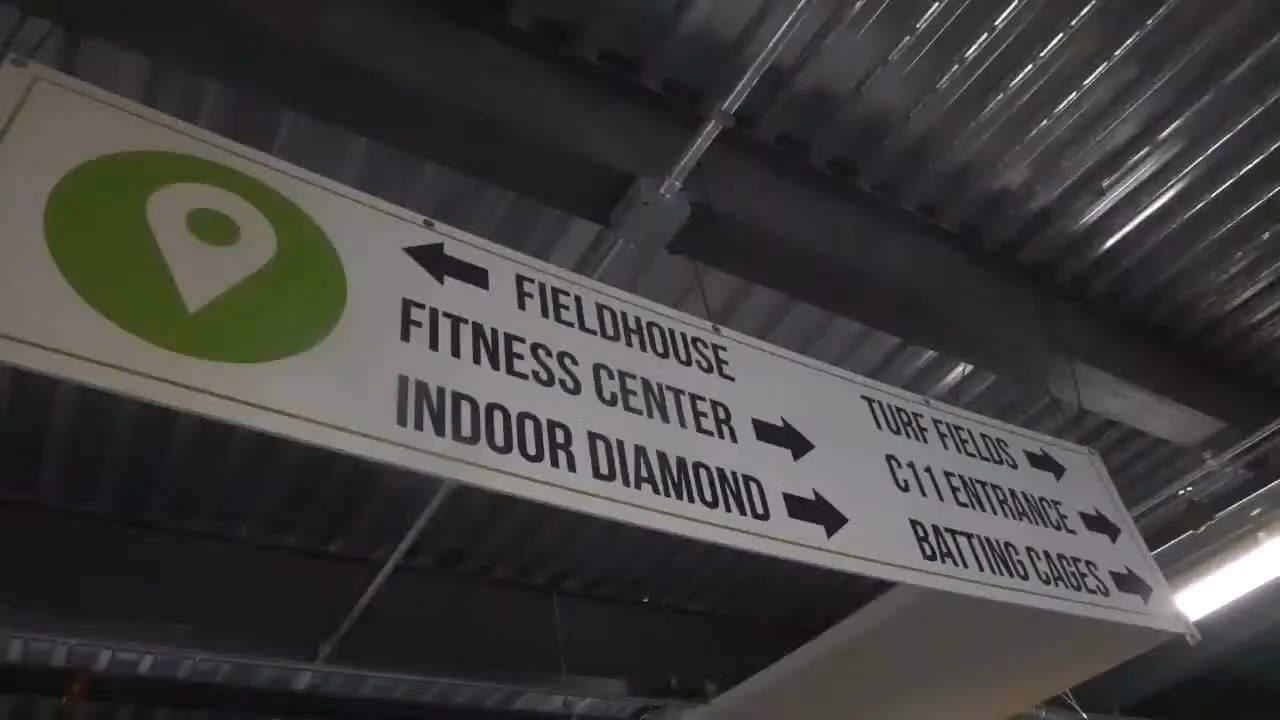 FIELDHOUSE
FITNESS CENTER
INDOOR DIAMOND
TURF FIELDS
C11 ENTRANCE
BATTING CAGES